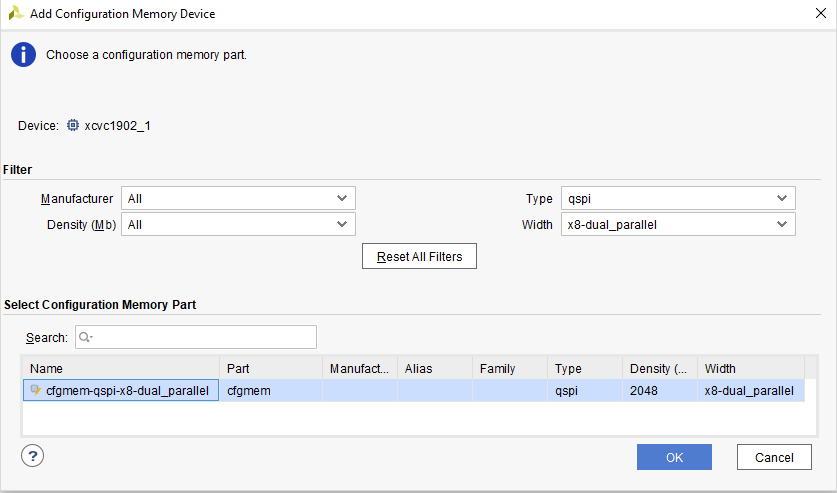 Add Configuration Memory Device
Choose a configuration memory part.
Device: xcvc1902_1
Filter
Manufacturer All Type qspi
Density (Mb) All Width x8-dual_parallel
Reset All Filters
Select Configuration Memory Part
Search: Q-
Name Part Manufact... Alias Family Type Density (... Width
cfgmem-qspi-x8-dual_parallel cfgmem qspi 2048 x8-dual_parallel
? OK Cancel